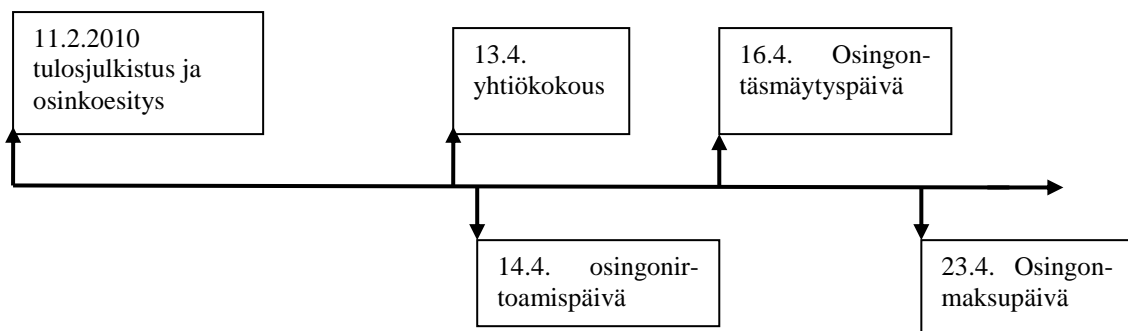 11.2.2010
tulosjulkistus ja
osinkoesitys
13.4.
yhtiökokous
16.4. Osingon-
täsmäytyspäivä
14.4. osingonir-
toamispäivä
23.4. Osingon-
maksupäivä